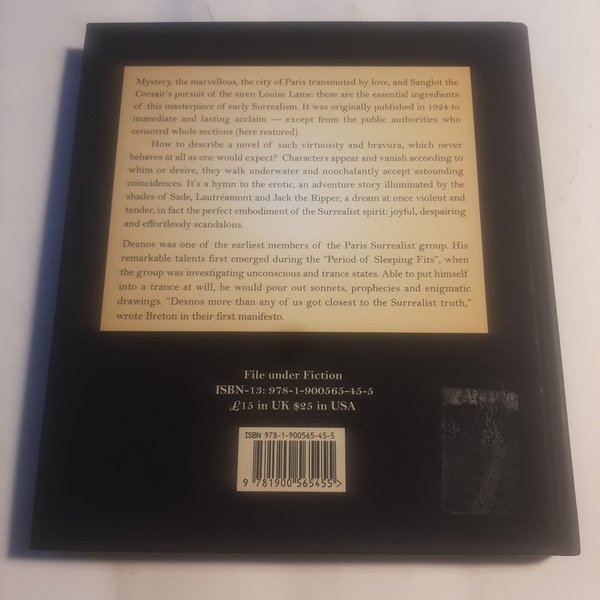 Mystery, the marvellous, the city of Paris transmuted by love, and Sanglot the
Corsair's pursuit of the siren Louise Lame: these are the essential ingredients
of this masterpiece of early Surrealism. It was originally published in 1924 to
immediate and lasting acclaim — except from the public authorities who
censored whole sections (here restored).
How to describe a novel of such virtuosity and bravura, which never
behaves at all as one would expect? Characters appear and vanish according to
whim or desire, they walk underwater and nonchalantly accept astounding
coincidences. It's a hymn to the erotic, an adventure story illuminated by the
shades of Sade, Lautréamont and Jack the Ripper, a dream at once violent and
tender, in fact the perfect embodiment of the Surrealist spirit: joyful, despairing
and effortlessly scandalous.
Desnos was one of the earliest members of the Paris Surrealist group. His
remarkable talents first emerged during the "Period of Sleeping Fits", when
the group was investigating unconscious and trance states. Able to put himself
into a trance at will, he would pour out sonnets, prophecies and enigmatic
drawings. "Desnos more than any of us got closest to the Surrealist truth,"
wrote Breton in their first manifesto.
File under Fiction
ISBN-13: 978-1-900565-45-5
£15 in UK $25 in USA
ISBN 978-1-900565-45-5
9 781900 565455 >